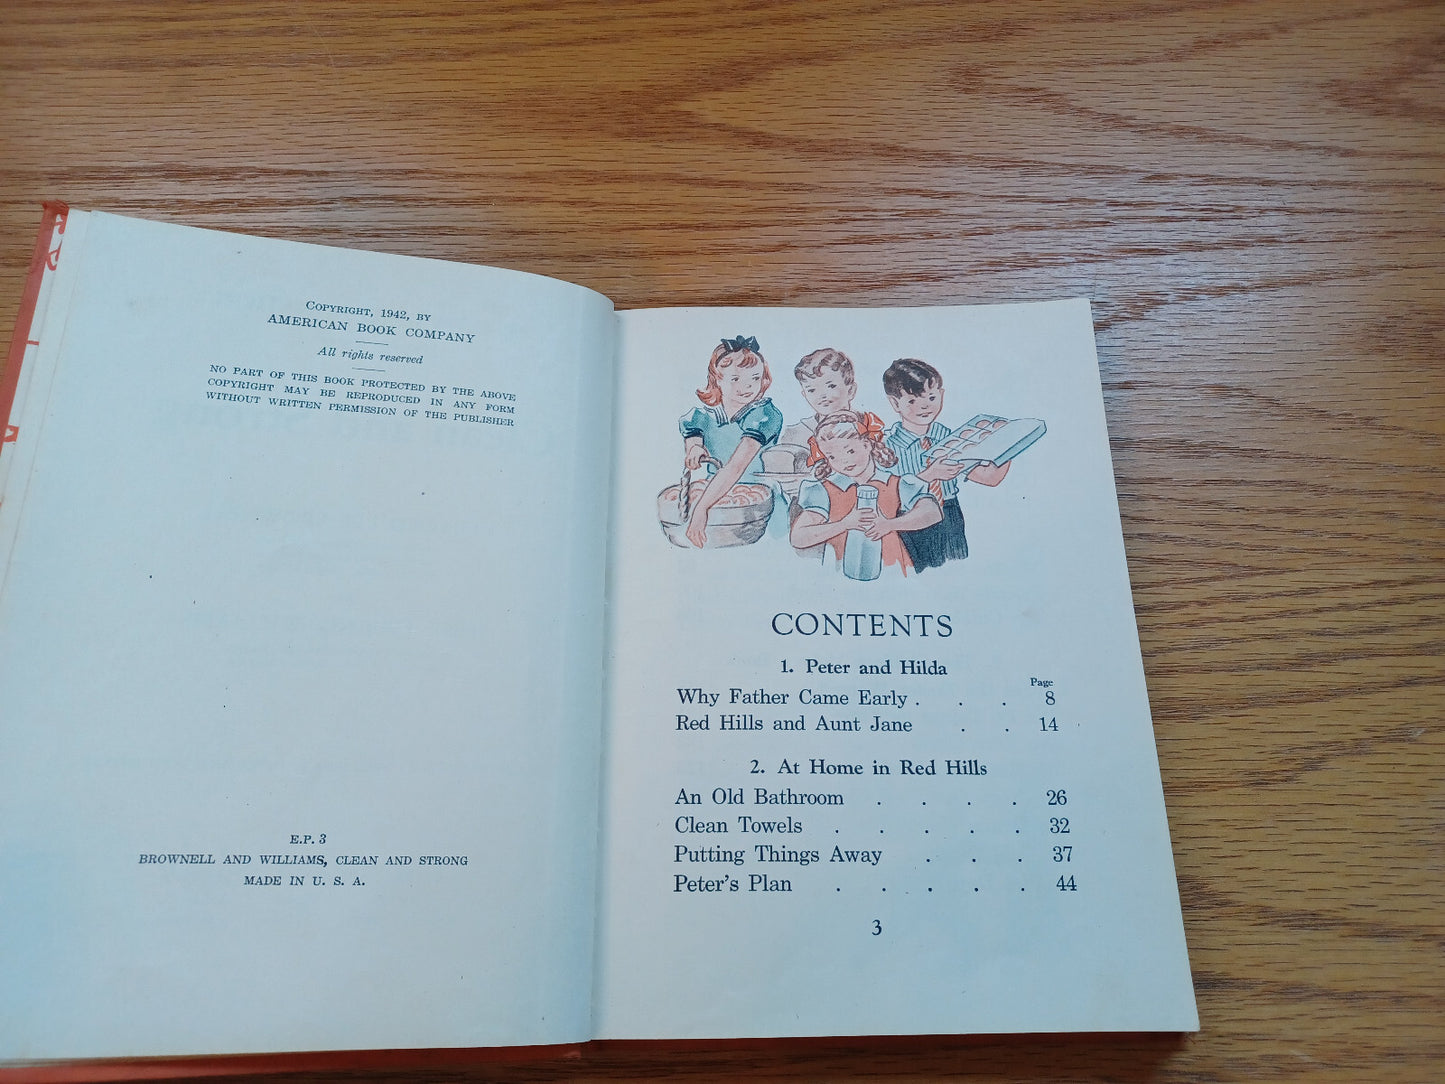 Copyright, 1942, by
AMERICAN BOOK COMPANY
All rights reserved
NO PART OF THIS BOOK PROTECTED BY THE ABOVE
COPYRIGHT MAY BE REPRODUCED IN ANY FORM
WITHOUT WRITTEN PERMISSION OF THE PUBLISHER
E.P. 3
BROWNELL AND WILLIAMS, CLEAN AND STRONG
MADE IN U. S. A.
CONTENTS
1. Peter and Hilda
Page
Why Father Came Early . . . 8
Red Hills and Aunt Jane . . 14
2. At Home in Red Hills
An Old Bathroom . . . . 26
Clean Towels . . . . . 32
Putting Things Away . . . 37
Peter's Plan . . . . . 44
3